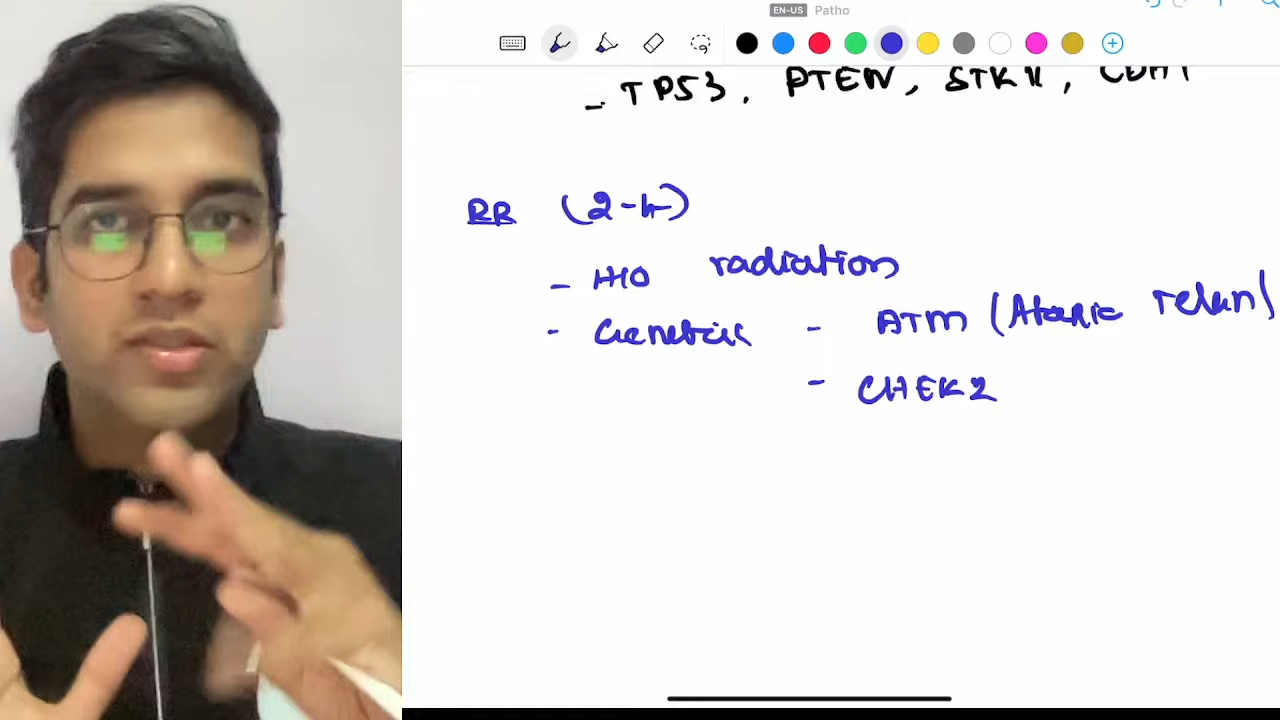 EN-US Patho
- TP53, PTEN, STK11, CDH1
RR (2-4)
- H/O radiation
- Genetic - ATM (Ataxia telan)
- CHEK2